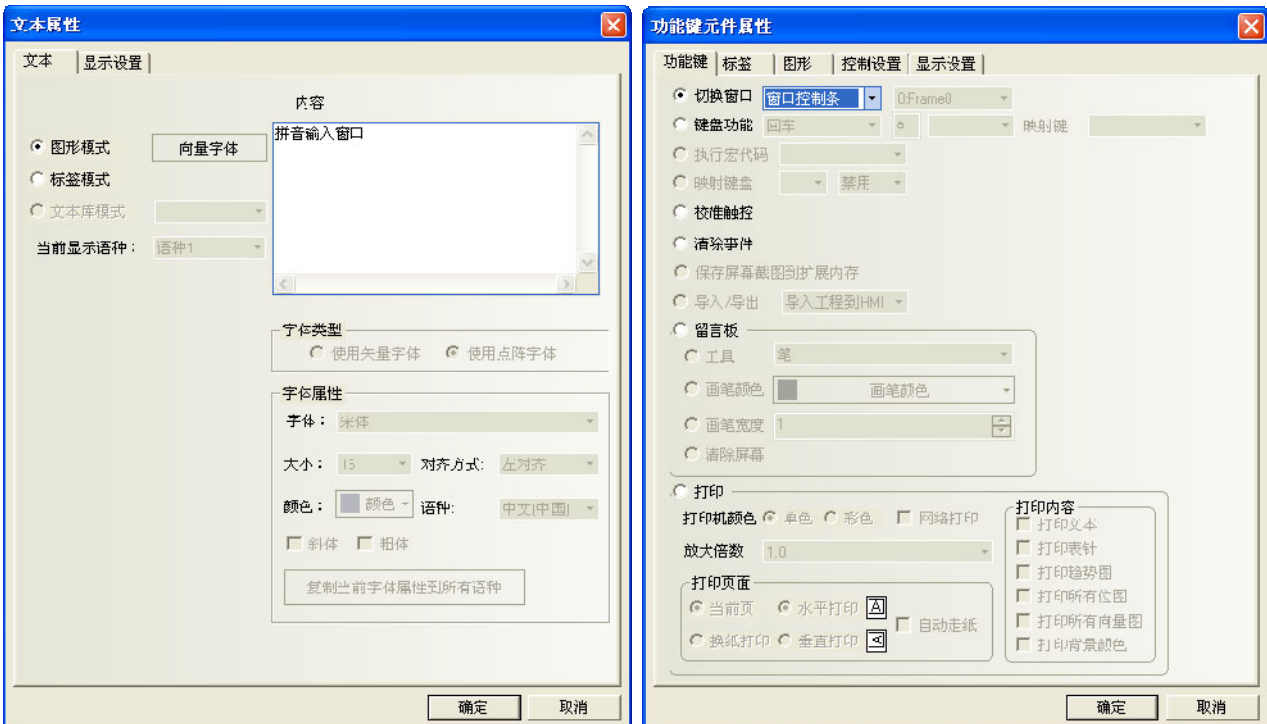 文本属性
文本 显示设置
内容
拼音输入窗口
图形模式 向量字体
标签模式
文本库模式
当前显示语种： 语种1
字体类型
使用矢量字体 使用点阵字体
字体属性
字体： 宋体
大小： 15 对齐方式: 左对齐
颜色： 颜色 语种: 中文(中国)
斜体 粗体
复制当前字体属性到所有语种
确定 取消
功能键元件属性
功能键 标签 图形 控制设置 显示设置
切换窗口 窗口控制条 0:Frame0
键盘功能 回车 a 映射键
执行宏代码
映射键盘 禁用
校准触控
清除事件
保存屏幕截图到扩展内存
导入/导出 导入工程到HMI
留言板
工具 笔
画笔颜色 画笔颜色
画笔宽度 1
清除屏幕
打印
打印机颜色 单色 彩色 网络打印
放大倍数 1.0
打印页面
当前页 水平打印 A
换纸打印 垂直打印 A
自动走纸
打印内容
打印文本
打印表针
打印趋势图
打印所有位图
打印所有向量图
打印背景颜色
确定 取消